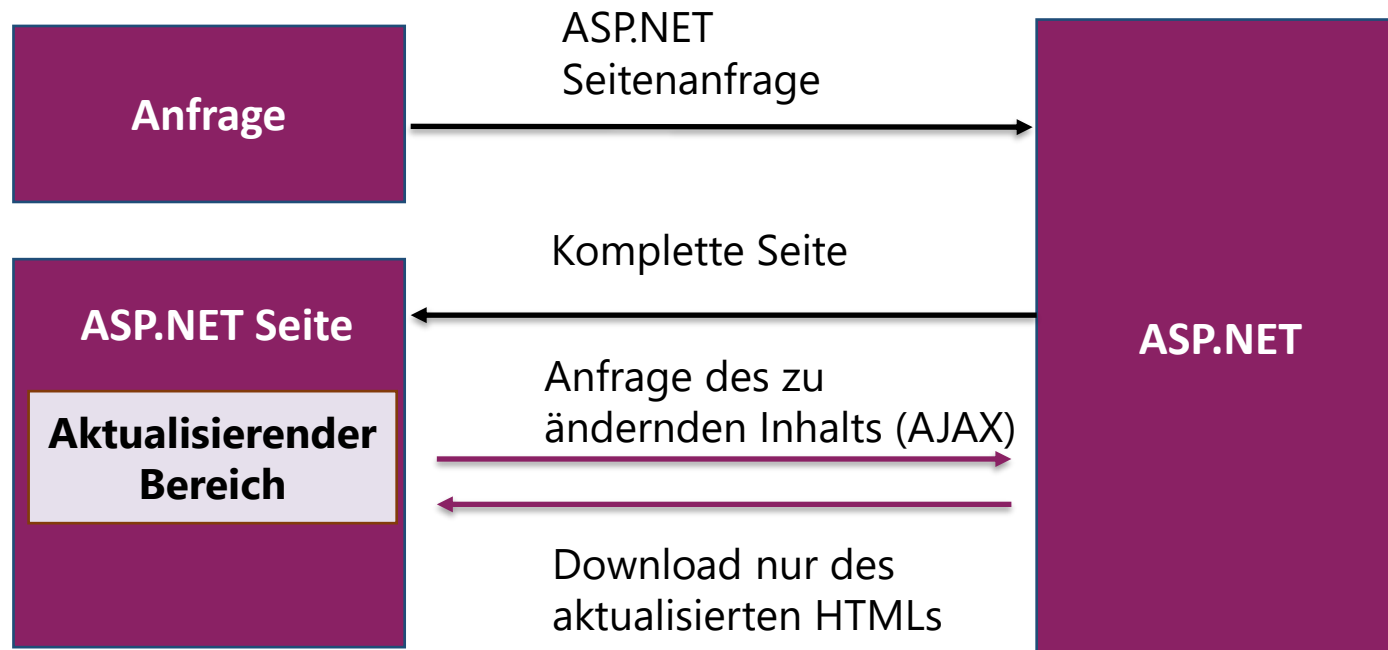 Anfrage
ASP.NET
Seitenanfrage
Komplette Seite
ASP.NET Seite
Aktualisierender
Bereich
Anfrage des zu
ändernden Inhalts (AJAX)
Download nur des
aktualisierten HTMLs
ASP.NET